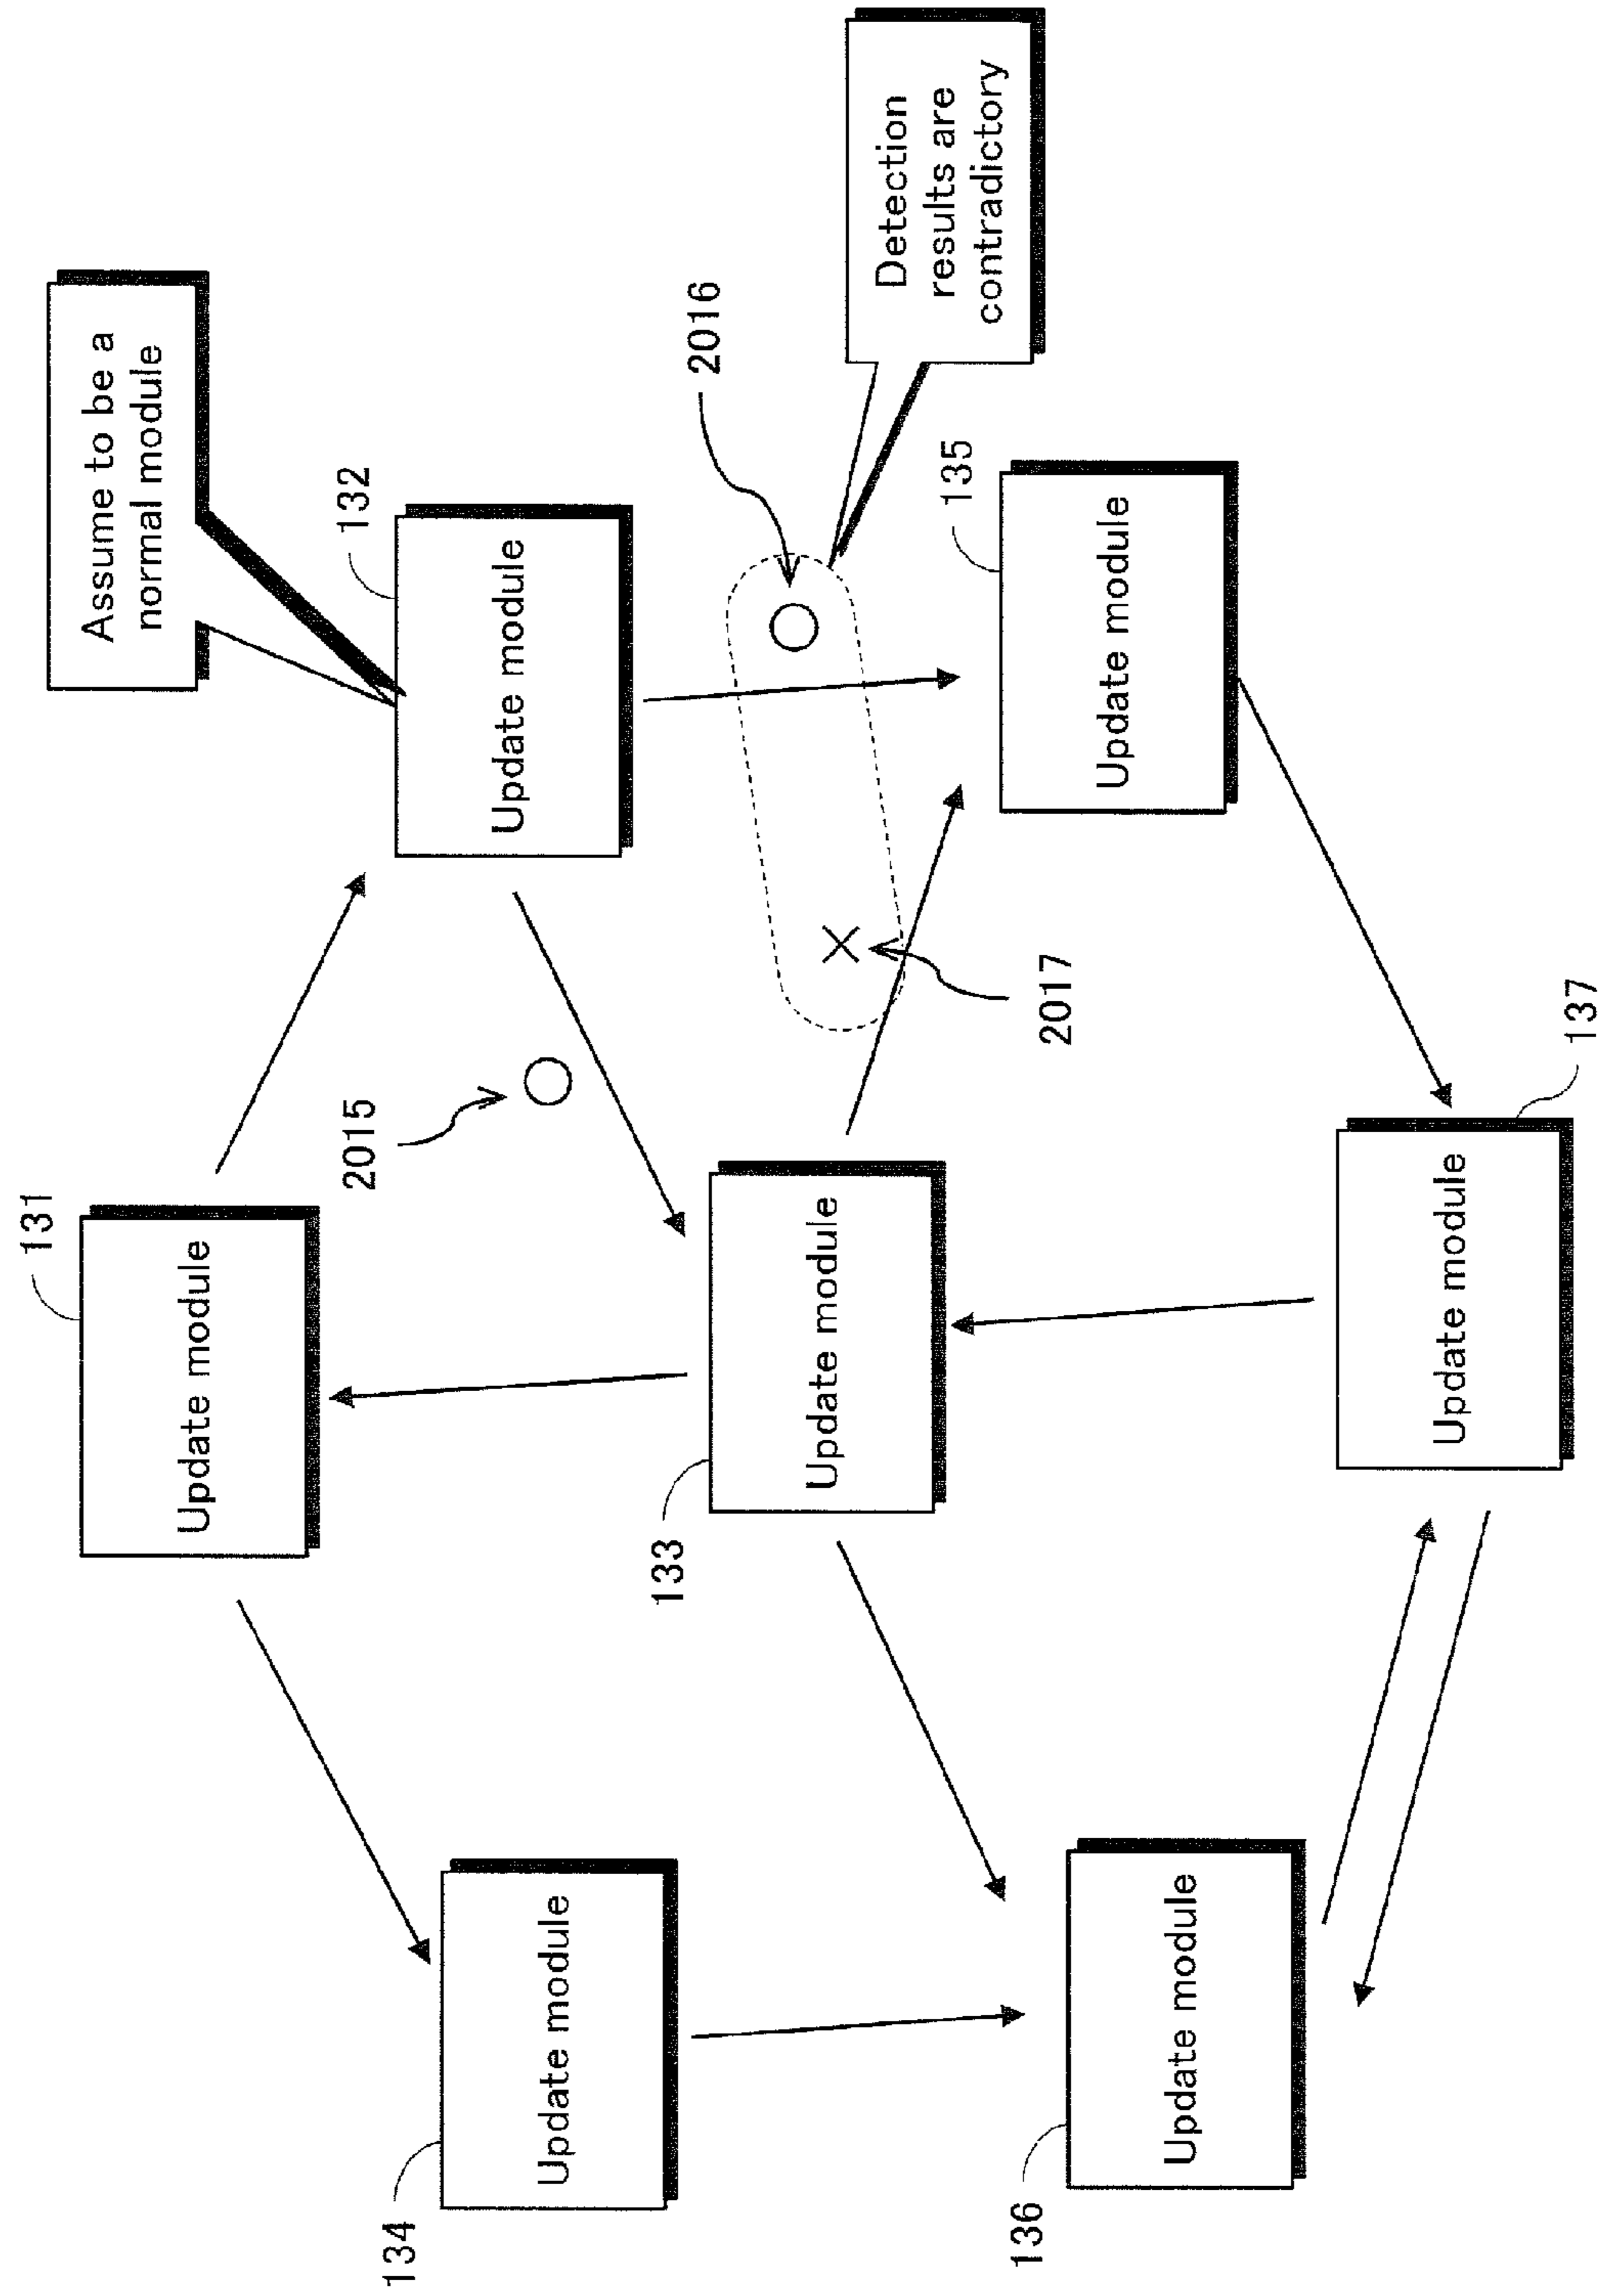 131
Assume to be a
normal module
Update module
132
2015
134
Update module
Update module
133
2016
Update module
Detection
results are
contradictory
135
136
2017
Update module
Update module
Update module
137